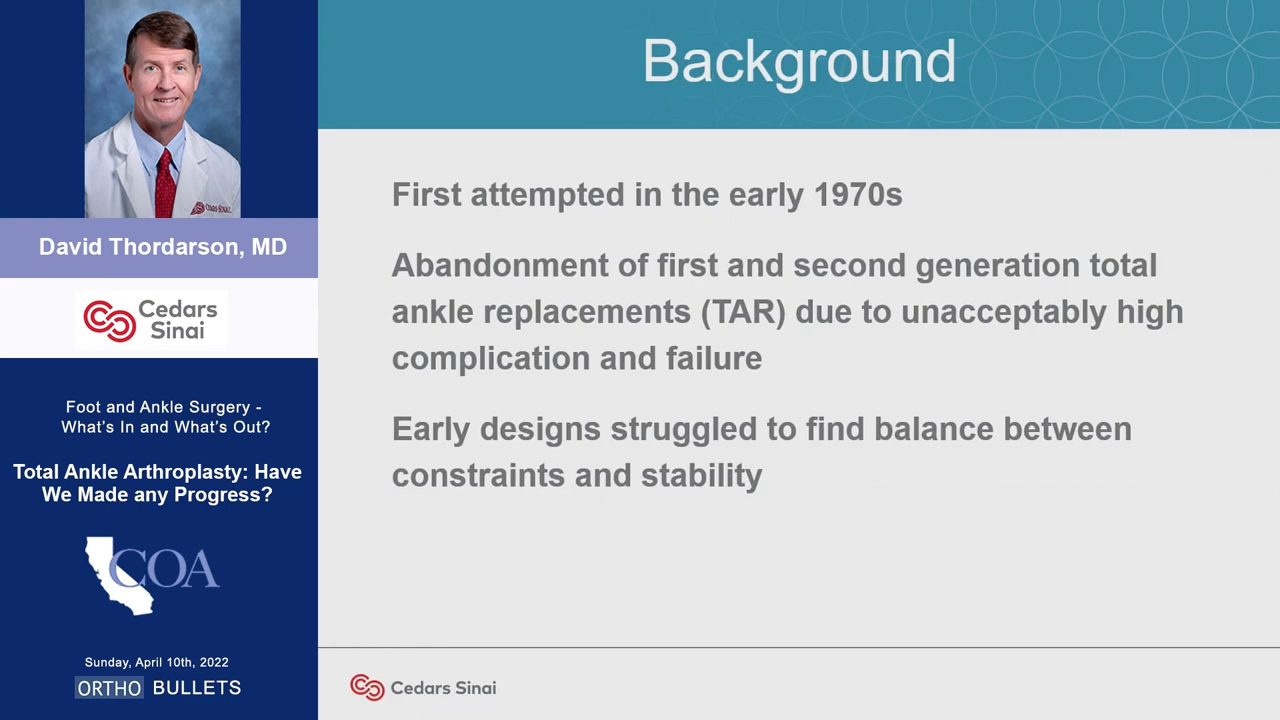 David Thordarson, MD
Cedars
Sinai
Foot and Ankle Surgery -
What's In and What's Out?
Total Ankle Arthroplasty: Have
We Made any Progress?
COA
Sunday, April 10th, 2022
ORTHO BULLETS
Background
First attempted in the early 1970s
Abandonment of first and second generation total
ankle replacements (TAR) due to unacceptably high
complication and failure
Early designs struggled to find balance between
constraints and stability
Cedars Sinai